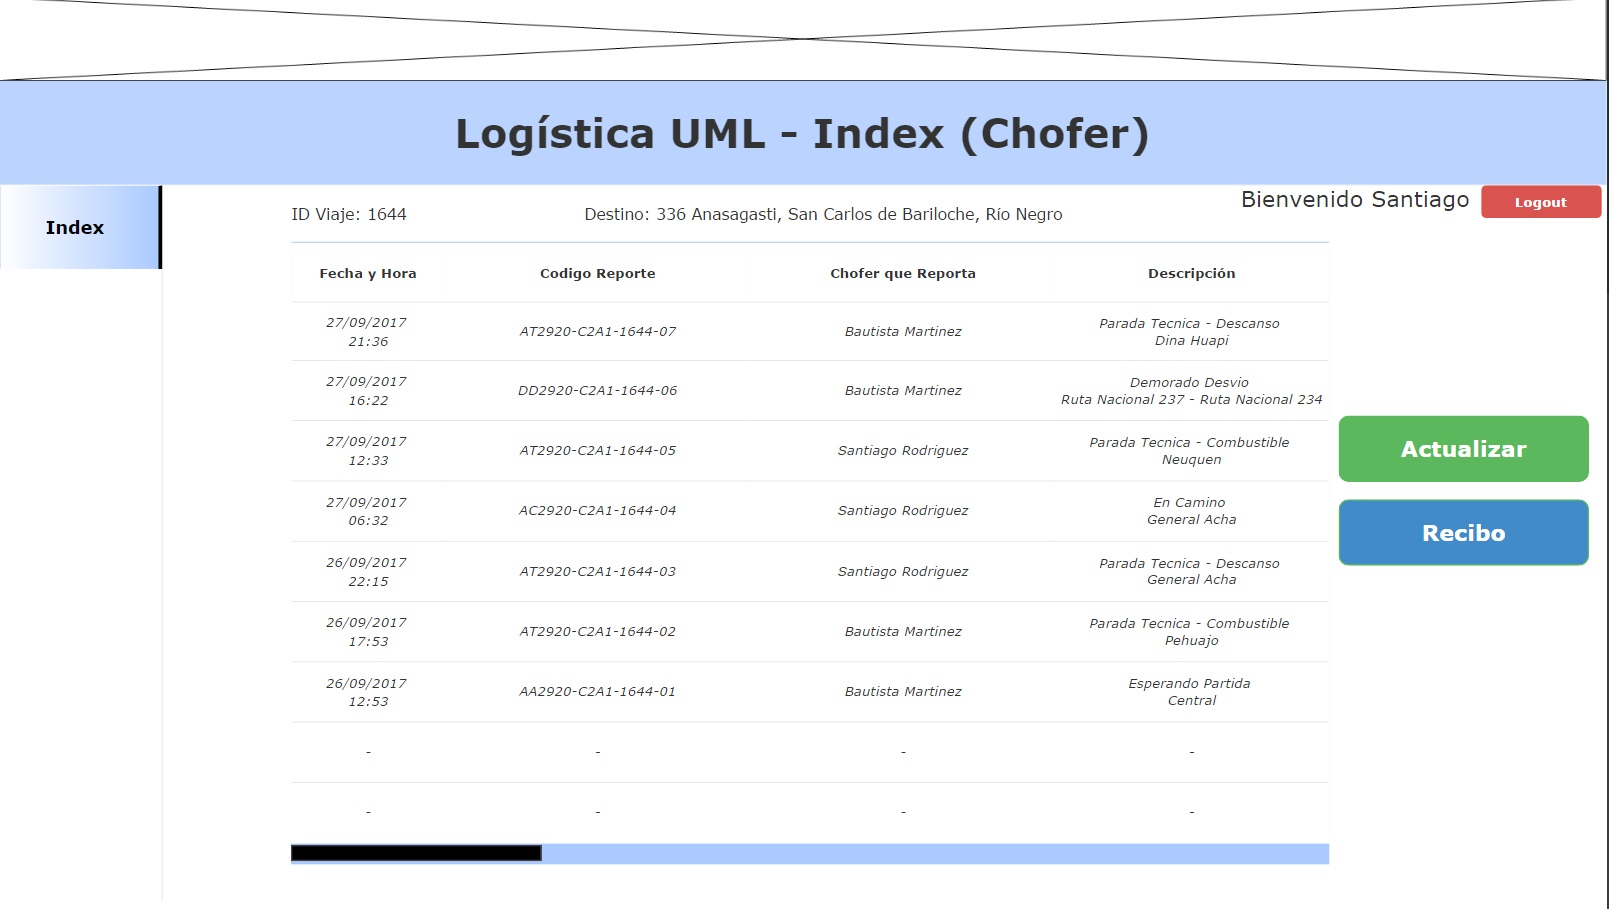 Logística UML - Index (Chofer)
Index
ID Viaje: 1644
Destino: 336 Anasagasti, San Carlos de Bariloche, Río Negro
Bienvenido Santiago
Logout
Fecha y Hora Codigo Reporte Chofer que Reporta Descripción
27/09/2017
21:36
AT2920-C2A1-1644-07
Bautista Martinez
Parada Tecnica - Descanso
Dina Huapi
27/09/2017
16:22
DD2920-C2A1-1644-06
Bautista Martinez
Demorado Desvio
Ruta Nacional 237 - Ruta Nacional 234
27/09/2017
12:33
AT2920-C2A1-1644-05
Santiago Rodriguez
Parada Tecnica - Combustible
Neuquen
27/09/2017
06:32
AC2920-C2A1-1644-04
Santiago Rodriguez
En Camino
General Acha
26/09/2017
22:15
AT2920-C2A1-1644-03
Santiago Rodriguez
Parada Tecnica - Descanso
General Acha
26/09/2017
17:53
AT2920-C2A1-1644-02
Bautista Martinez
Parada Tecnica - Combustible
Pehuajo
26/09/2017
12:53
AA2920-C2A1-1644-01
Bautista Martinez
Esperando Partida
Central
- - - -
- - - -
Actualizar
Recibo